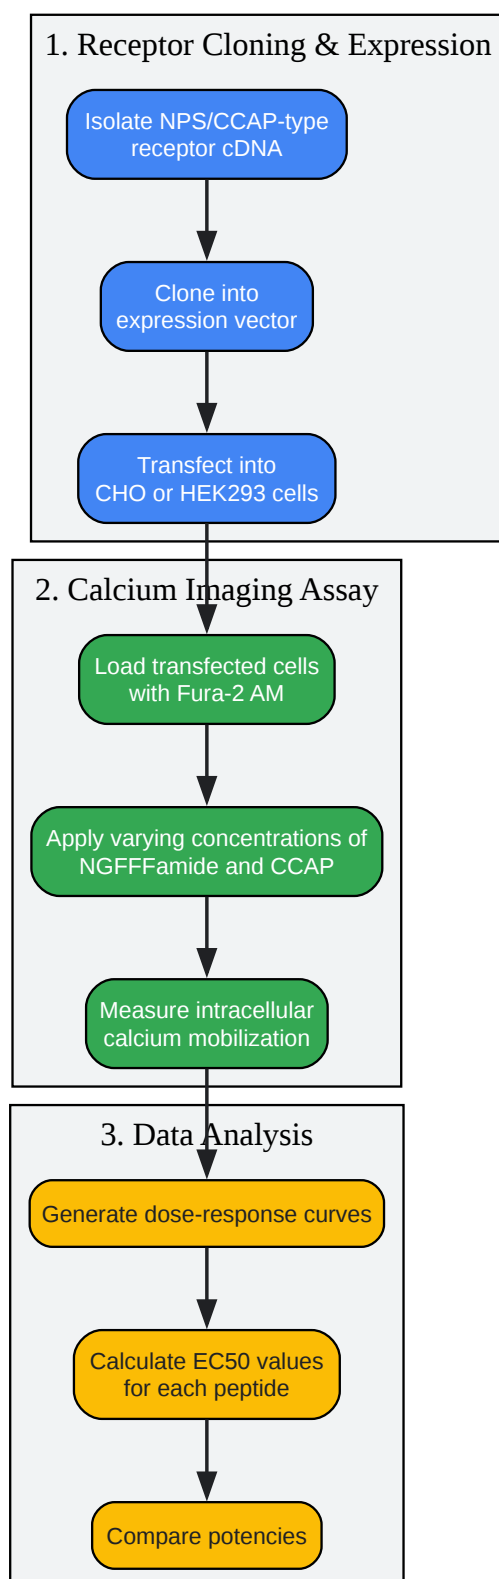 1. Receptor Cloning & Expression
Isolate NPS/CCAP-type
receptor cDNA
Clone into
expression vector
Transfect into
CHO or HEK293 cells
2. Calcium Imaging Assay
Load transfected cells
with Fura-2 AM
Apply varying concentrations of
NGFFFamide and CCAP
Measure intracellular
calcium mobilization
3. Data Analysis
Generate dose-response curves
Calculate EC50 values
for each peptide
Compare potencies